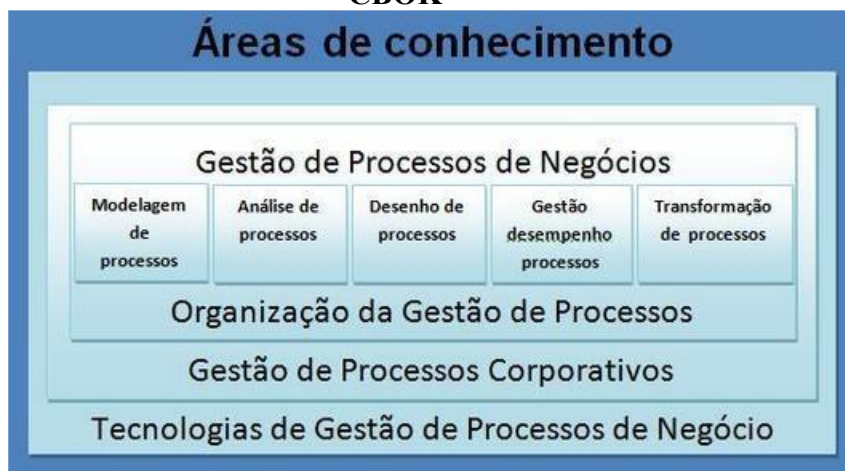 CBOK
Áreas de conhecimento
Gestão de Processos de Negócios
Modelagem
de
processos
Análise de
processos
Desenho de
processos
Gestão
desempenho
processos
Transformação
de processos
Organização da Gestão de Processos
Gestão de Processos Corporativos
Tecnologias de Gestão de Processos de Negócio